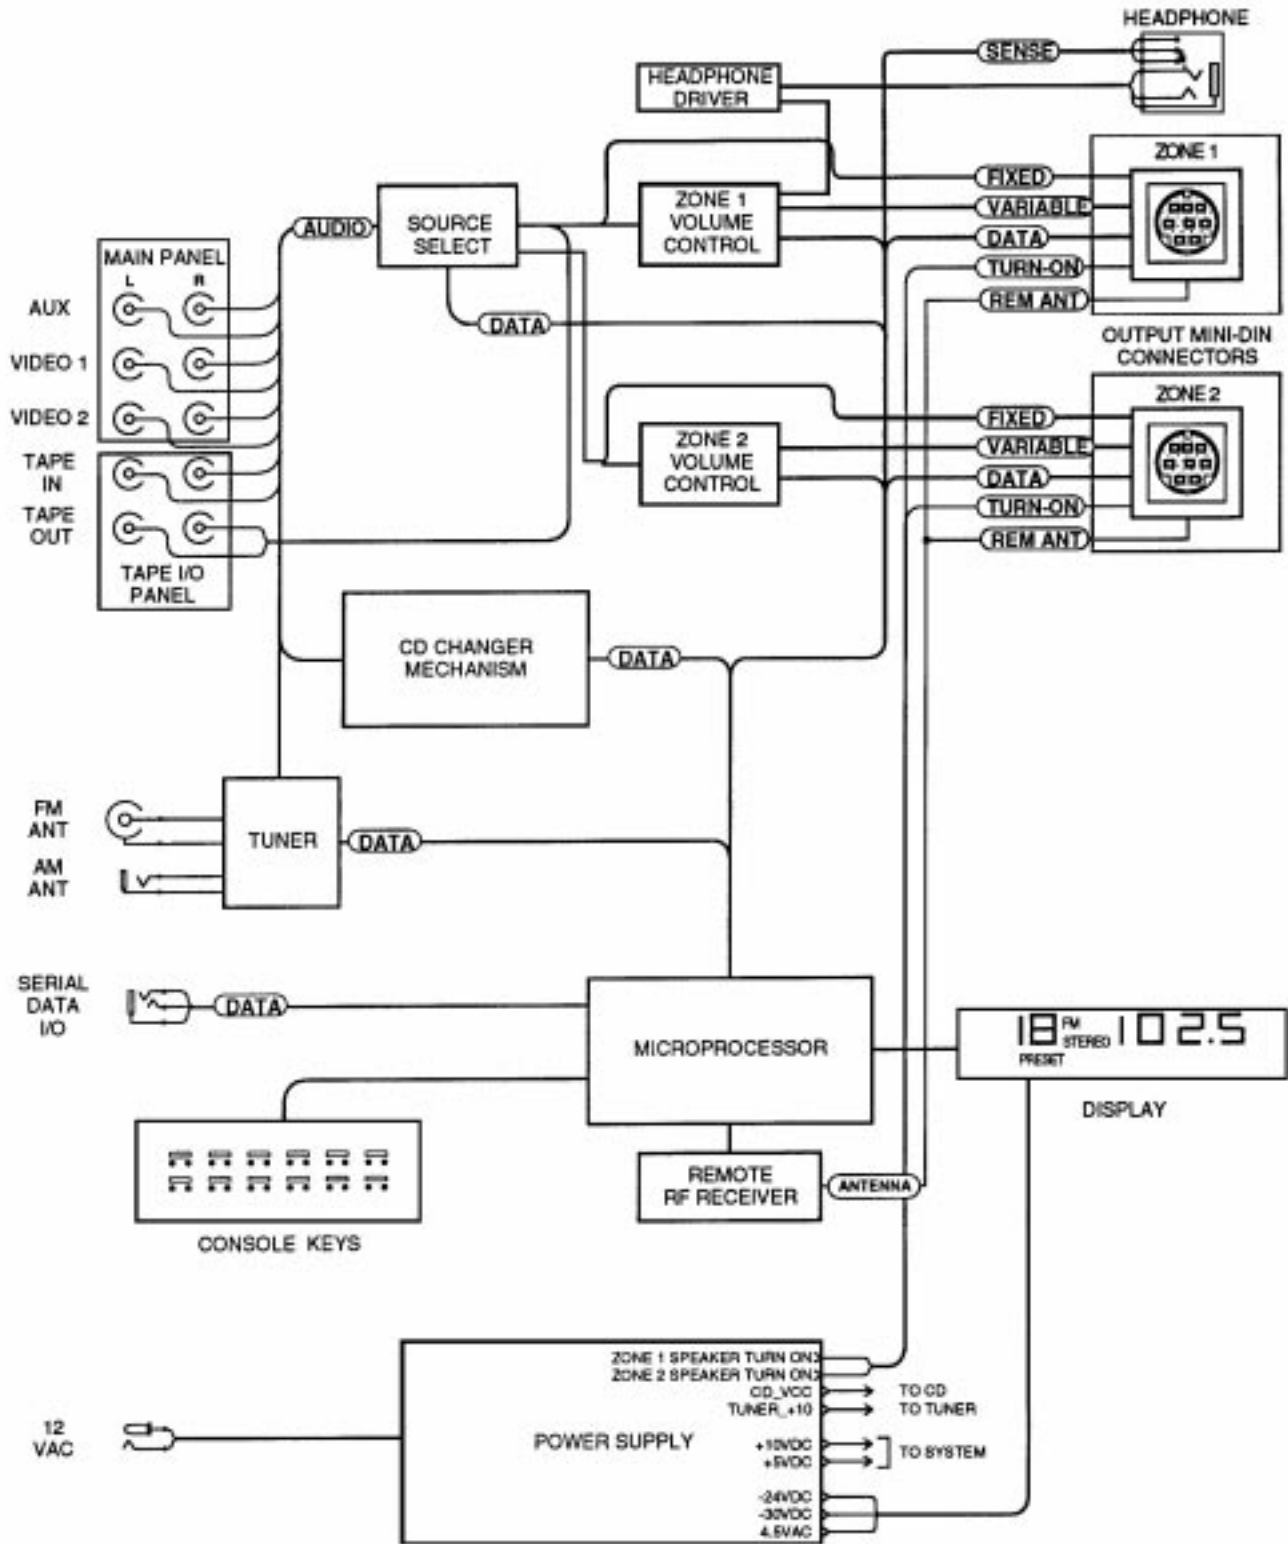 HEADPHONE
SENSE
HEADPHONE
DRIVER
ZONE 1
FIXED
VARIABLE
DATA
TURN-ON
REM ANT
ZONE 1
VOLUME
CONTROL
SOURCE
SELECT
AUDIO
MAIN PANEL
L R
AUX
VIDEO 1
VIDEO 2
DATA
OUTPUT MINI-DIN
CONNECTORS
ZONE 2
FIXED
VARIABLE
DATA
TURN-ON
REM ANT
ZONE 2
VOLUME
CONTROL
TAPE
IN
TAPE
OUT
TAPE I/O
PANEL
CD CHANGER
MECHANISM
DATA
FM
ANT
AM
ANT
TUNER
DATA
SERIAL
DATA
I/O
DATA
MICROPROCESSOR
18 FM STEREO 102.5
PRESET
DISPLAY
REMOTE
RF RECEIVER
ANTENNA
CONSOLE KEYS
ZONE 1 SPEAKER TURN ON
ZONE 2 SPEAKER TURN ON
CD_VCC TO CD
TUNER_+10 TO TUNER
12
VAC
POWER SUPPLY
+10VDC
+5VDC
TO SYSTEM
-24VDC
-30VDC
4.5VAC